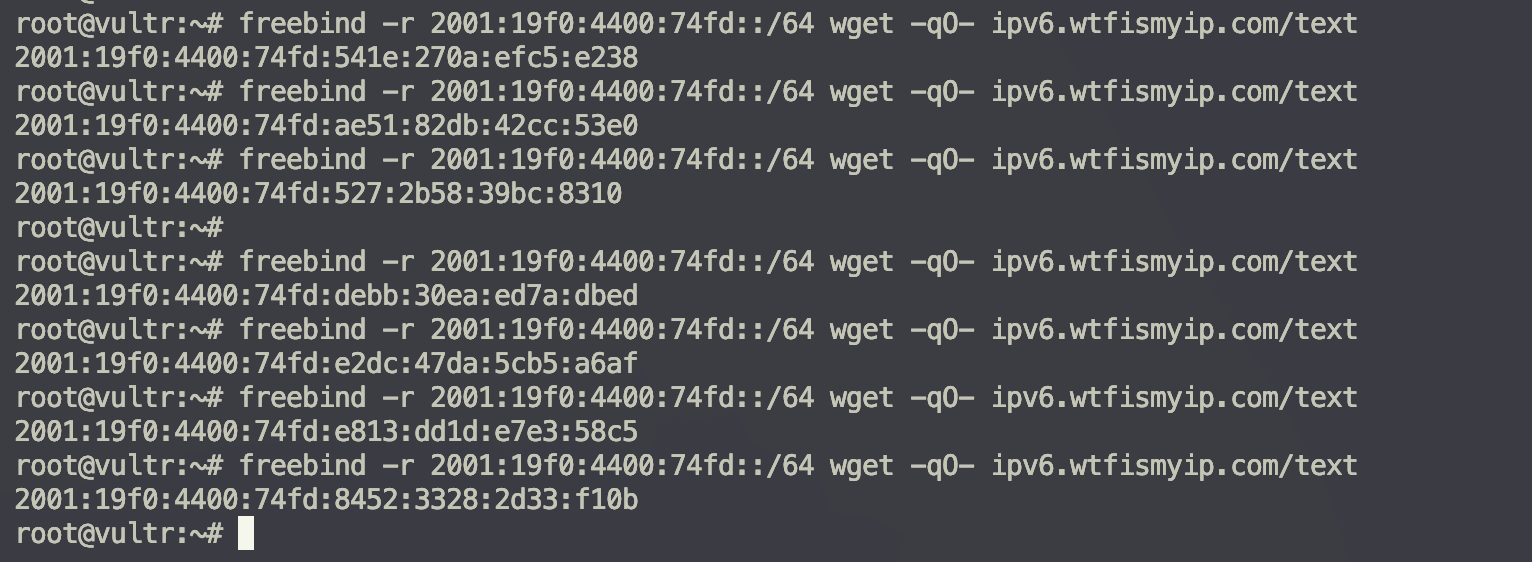 root@vultr:~# freebind -r 2001:19f0:4400:74fd::/64 wget -qO- ipv6.wtfismyip.com/text
2001:19f0:4400:74fd:541e:270a:efc5:e238
root@vultr:~# freebind -r 2001:19f0:4400:74fd::/64 wget -qO- ipv6.wtfismyip.com/text
2001:19f0:4400:74fd:ae51:82db:42cc:53e0
root@vultr:~# freebind -r 2001:19f0:4400:74fd::/64 wget -qO- ipv6.wtfismyip.com/text
2001:19f0:4400:74fd:527:2b58:39bc:8310
root@vultr:~#
root@vultr:~# freebind -r 2001:19f0:4400:74fd::/64 wget -qO- ipv6.wtfismyip.com/text
2001:19f0:4400:74fd:debb:30ea:ed7a:dbed
root@vultr:~# freebind -r 2001:19f0:4400:74fd::/64 wget -qO- ipv6.wtfismyip.com/text
2001:19f0:4400:74fd:e2dc:47da:5cb5:a6af
root@vultr:~# freebind -r 2001:19f0:4400:74fd::/64 wget -qO- ipv6.wtfismyip.com/text
2001:19f0:4400:74fd:e813:dd1d:e7e3:58c5
root@vultr:~# freebind -r 2001:19f0:4400:74fd::/64 wget -qO- ipv6.wtfismyip.com/text
2001:19f0:4400:74fd:8452:3328:2d33:f10b
root@vultr:~#